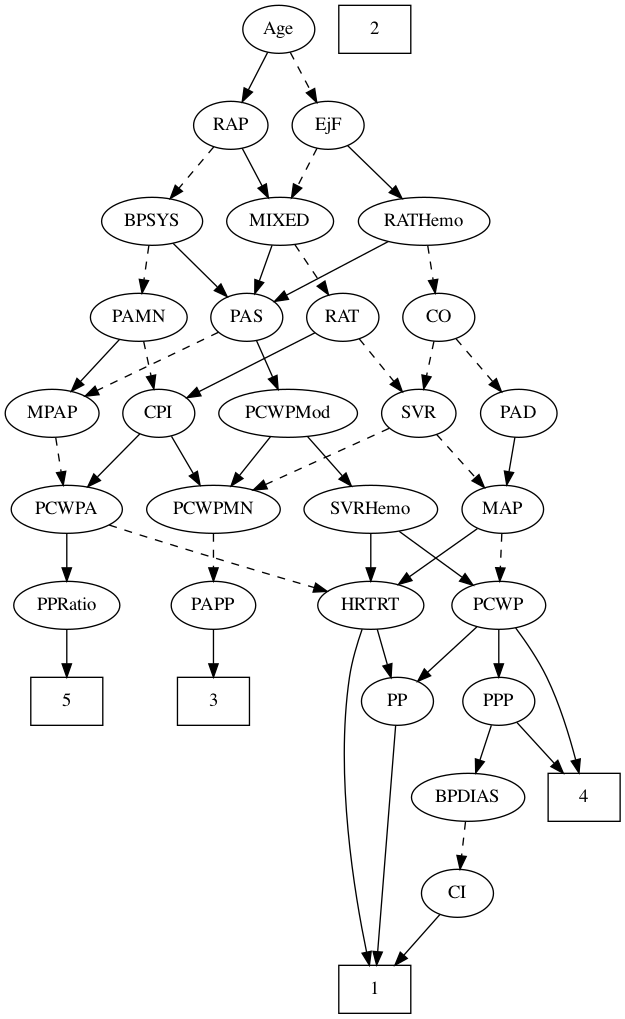 Age
2
RAP
EjF
BPSYS
MIXED
RATHemo
PAMN
PAS
RAT
CO
MPAP
CPI
PCWPMod
SVR
PAD
PCWPA
PCWPMN
SVRHemo
MAP
PPRatio
PAPP
HRTRT
PCWP
5
3
PP
PPP
BPDIAS
4
CI
1